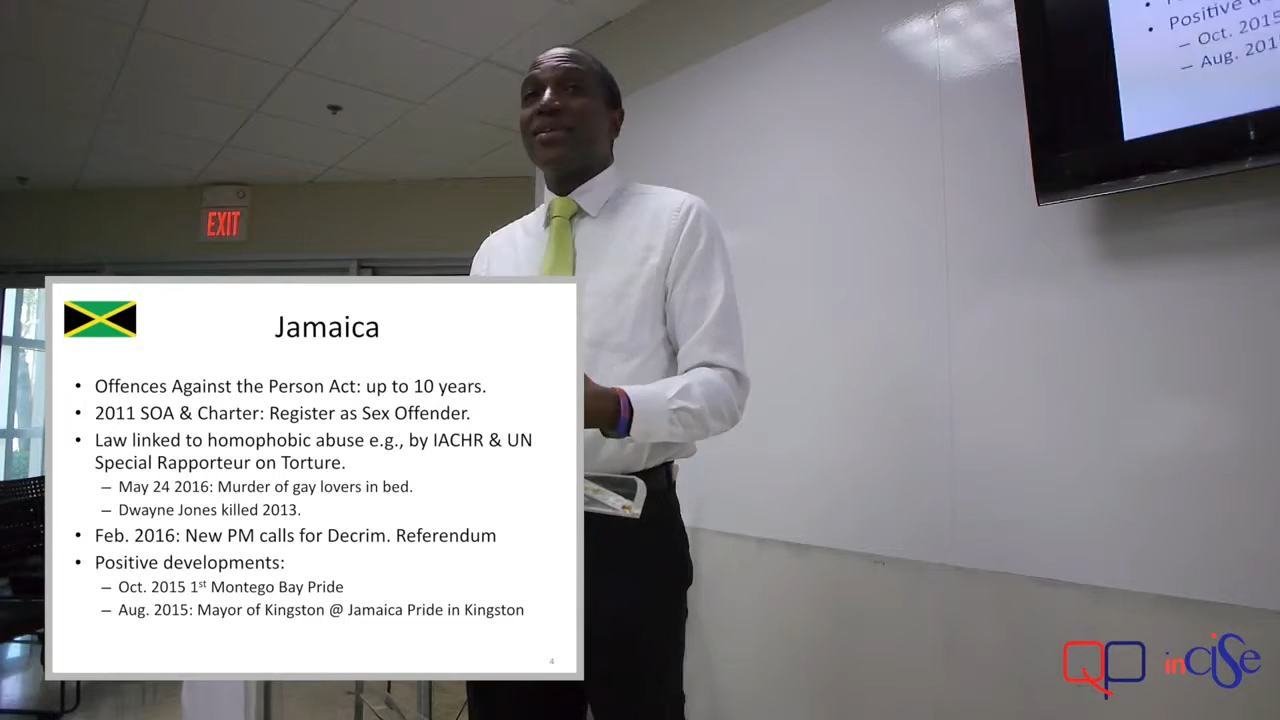 Positive d
– Oct. 2015
– Aug. 201
EXIT
Jamaica
• Offences Against the Person Act: up to 10 years.
• 2011 SOA & Charter: Register as Sex Offender.
• Law linked to homophobic abuse e.g., by IACHR & UN
Special Rapporteur on Torture.
– May 24 2016: Murder of gay lovers in bed.
– Dwayne Jones killed 2013.
• Feb. 2016: New PM calls for Decrim. Referendum
• Positive developments:
– Oct. 2015 1st Montego Bay Pride
– Aug. 2015: Mayor of Kingston @ Jamaica Pride in Kingston
4
QP inciSe